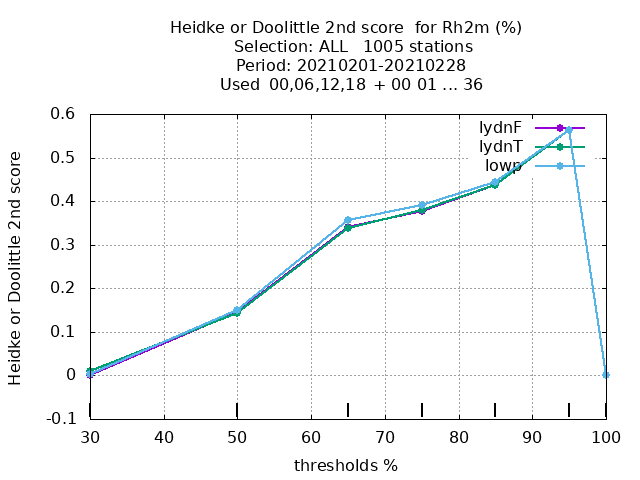 Heidke or Doolittle 2nd score  for Rh2m (%)
Selection: ALL   1005 stations
Period: 20210201-20210228
Used  00,06,12,18  + 00 01 ... 36
lydnF
lydnT
lowp
Heidke or Doolittle 2nd score
0.6
0.5
0.4
0.3
0.2
0.1
0
-0.1
30 40 50 60 70 80 90 100
thresholds %